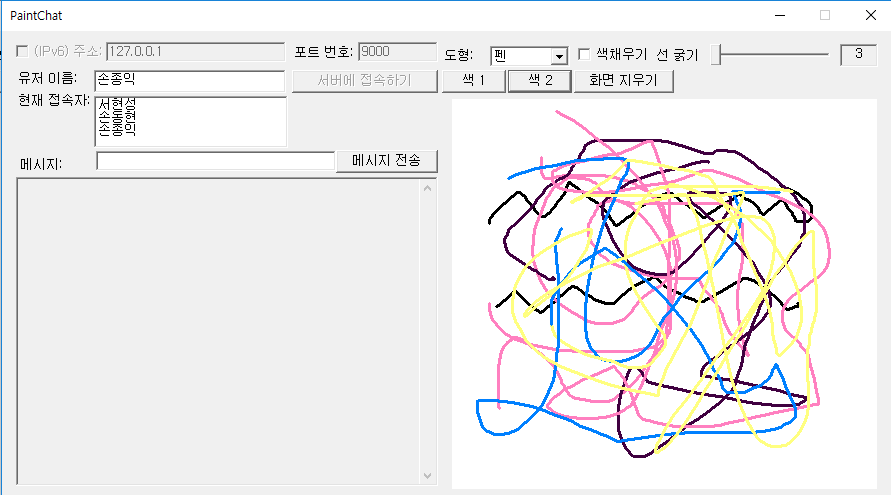 PaintChat
(IPv6) 주소: 127.0.0.1 포트 번호: 9000 도형: 펜 색채우기 선 굵기 3
유저 이름: 손종익 서버에 접속하기 색 1 색 2 화면 지우기
현재 접속자: 서현성
손동현
손종익
메시지: 메시지 전송